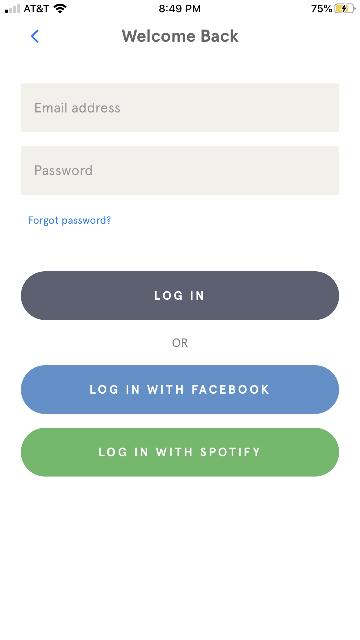 AT&T 8:49 PM 75%
Welcome Back
Email address
Password
Forgot password?
LOG IN
OR
LOG IN WITH FACEBOOK
LOG IN WITH SPOTIFY